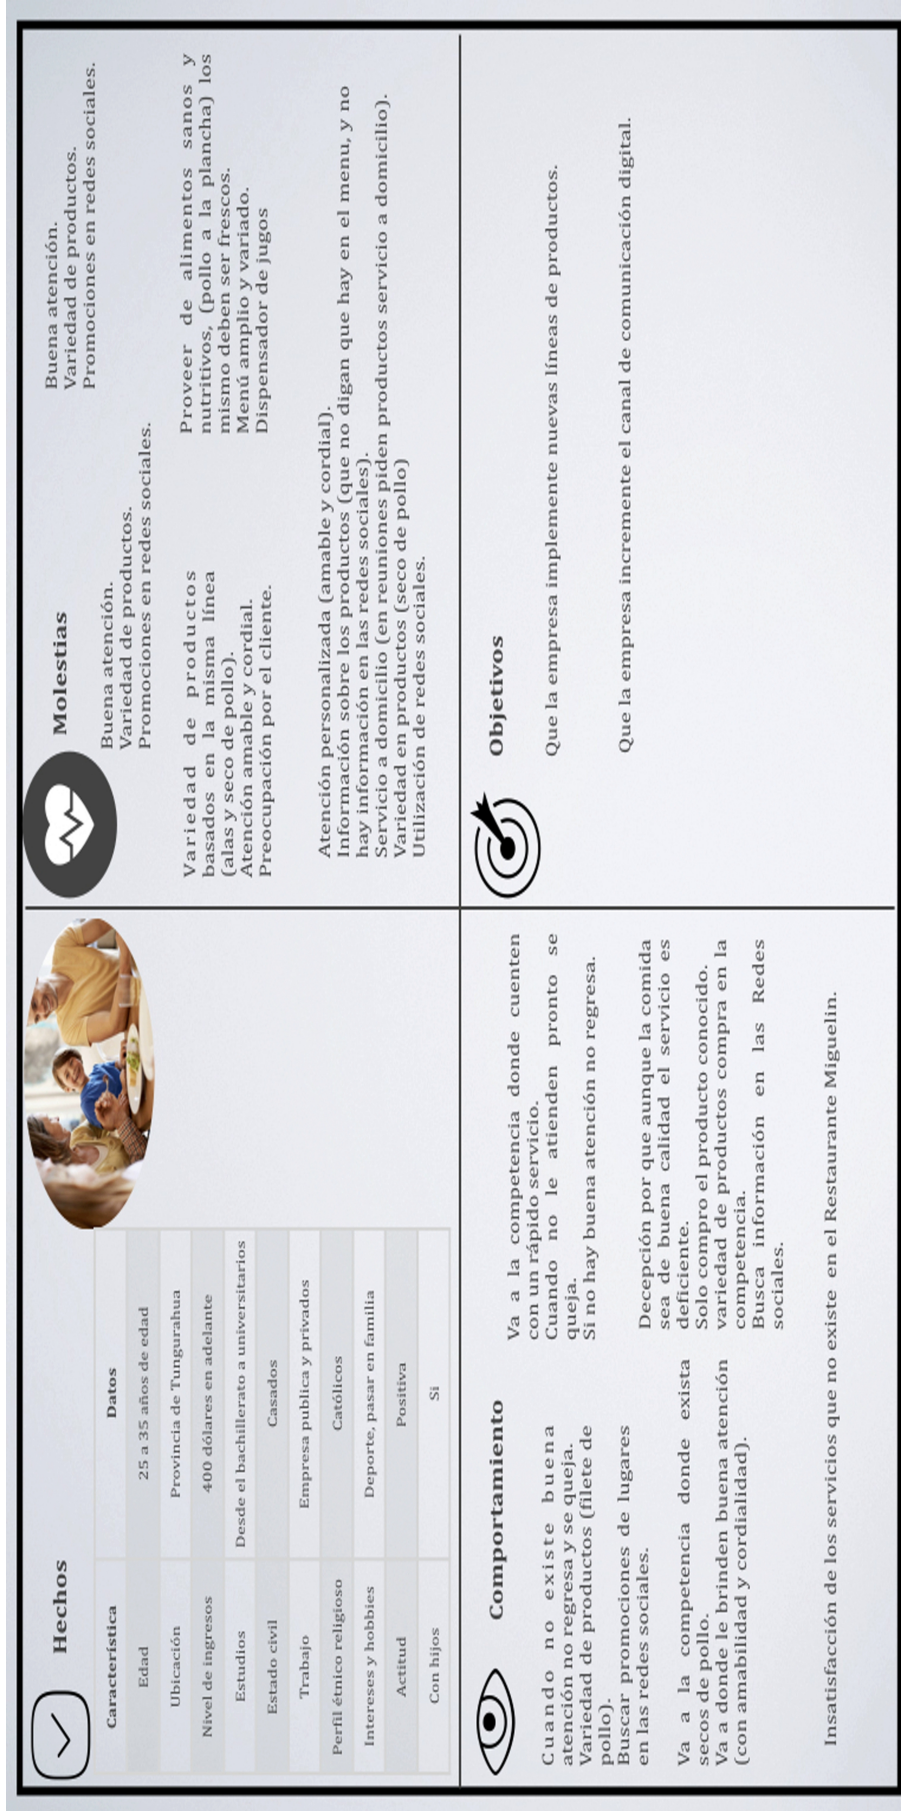 Hechos
Característica Datos
Edad 25 a 35 años de edad
Ubicación Provincia de Tungurahua
Nivel de ingresos 400 dólares en adelante
Estudios Desde el bachillerato a universitarios
Estado civil Casados
Trabajo Empresa publica y privados
Perfil étnico religioso Católicos
Intereses y hobbies Deporte, pasar en familia
Actitud Positiva
Con hijos Si
Molestias
Buena atención.
Variedad de productos.
Promociones en redes sociales.
Buena atención.
Variedad de productos.
Promociones en redes sociales.
Variedad de productos
basados en la misma línea
(alas y seco de pollo).
Atención amable y cordial.
Preocupación por el cliente.
Proveer de alimentos sanos y
nutritivos, (pollo a la plancha) los
mismo deben ser frescos.
Menú amplio y variado.
Dispensador de jugos
Atención personalizada (amable y cordial).
Información sobre los productos (que no digan que hay en el menu, y no
hay información en las redes sociales).
Servicio a domicilio (en reuniones piden productos servicio a domicilio).
Variedad en productos (seco de pollo)
Utilización de redes sociales.
Comportamiento
Cuando no existe buena
atención no regresa y se queja.
Variedad de productos (filete de
pollo).
Buscar promociones de lugares
en las redes sociales.
Va a la competencia donde exista
secos de pollo.
Va a donde le brinden buena atención
(con amabilidad y cordialidad).
Va a la competencia donde cuenten
con un rápido servicio.
Cuando no le atienden pronto se
queja.
Si no hay buena atención no regresa.
Decepción por que aunque la comida
sea de buena calidad el servicio es
deficiente.
Solo compro el producto conocido.
variedad de productos compra en la
competencia.
Busca información en las Redes
sociales.
Insatisfacción de los servicios que no existe en el Restaurante Miguelin.
Objetivos
Que la empresa implemente nuevas líneas de productos.
Que la empresa incremente el canal de comunicación digital.